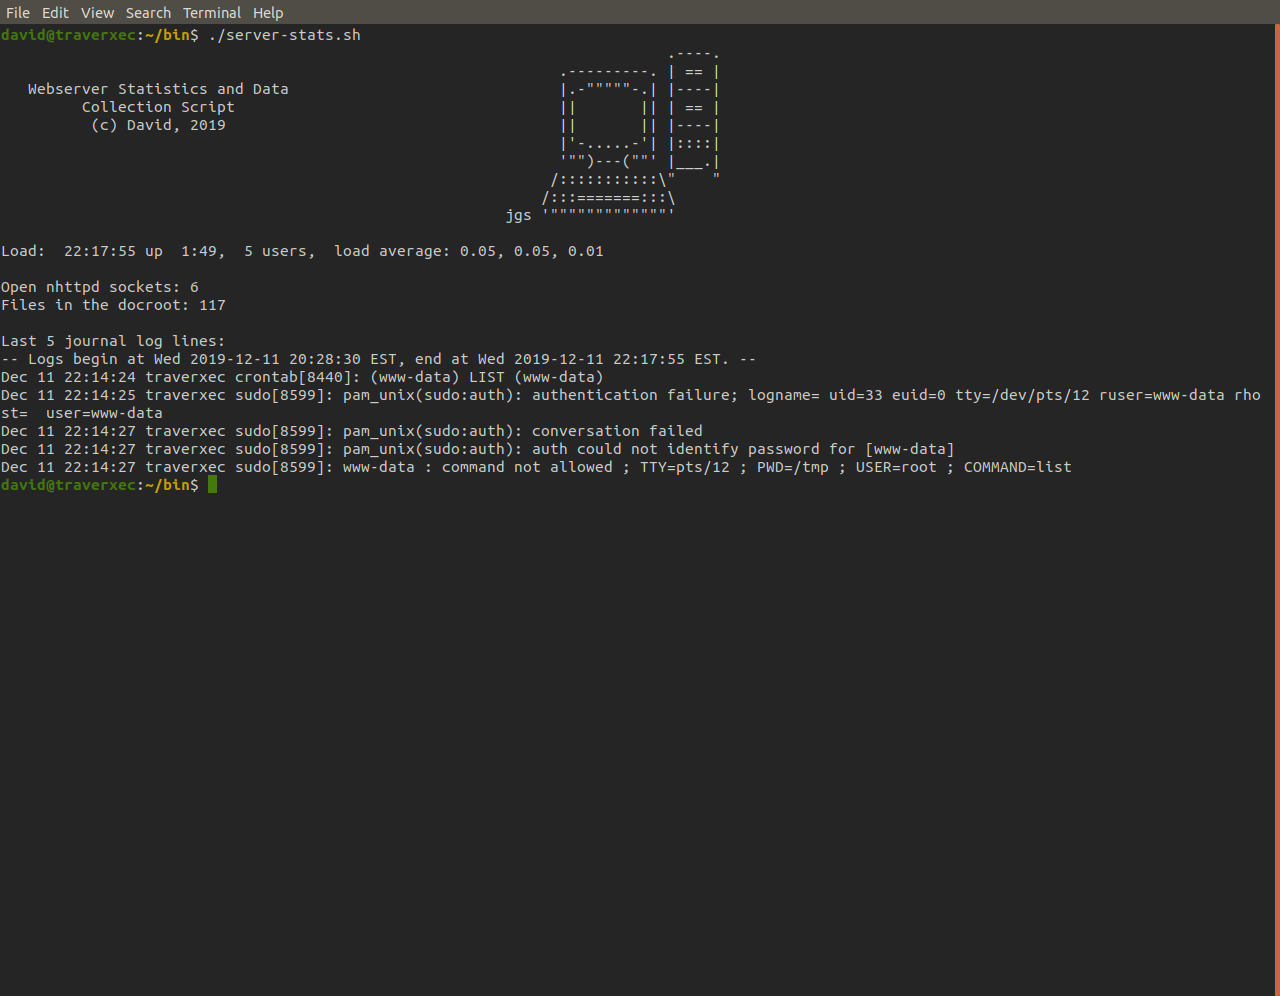 File Edit View Search Terminal Help
david@traverxec:~/bin$ ./server-stats.sh
                                                                          .----.
                                                              .---------. | == |
   Webserver Statistics and Data                              |.-"""""-.| |----|
         Collection Script                                    ||       || | == |
          (c) David, 2019                                     ||       || |----|
                                                              |'-.....-'| |::::|
                                                              '"")---(""' |___.|
                                                             /:::::::::::\"    "
                                                            /:::=======:::\
                                                        jgs '"""""""""""""'

Load:  22:17:55 up  1:49,  5 users,  load average: 0.05, 0.05, 0.01

Open nhttpd sockets: 6
Files in the docroot: 117

Last 5 journal log lines:
-- Logs begin at Wed 2019-12-11 20:28:30 EST, end at Wed 2019-12-11 22:17:55 EST. --
Dec 11 22:14:24 traverxec crontab[8440]: (www-data) LIST (www-data)
Dec 11 22:14:25 traverxec sudo[8599]: pam_unix(sudo:auth): authentication failure; logname= uid=33 euid=0 tty=/dev/pts/12 ruser=www-data rho
st=  user=www-data
Dec 11 22:14:27 traverxec sudo[8599]: pam_unix(sudo:auth): conversation failed
Dec 11 22:14:27 traverxec sudo[8599]: pam_unix(sudo:auth): auth could not identify password for [www-data]
Dec 11 22:14:27 traverxec sudo[8599]: www-data : command not allowed ; TTY=pts/12 ; PWD=/tmp ; USER=root ; COMMAND=list
david@traverxec:~/bin$